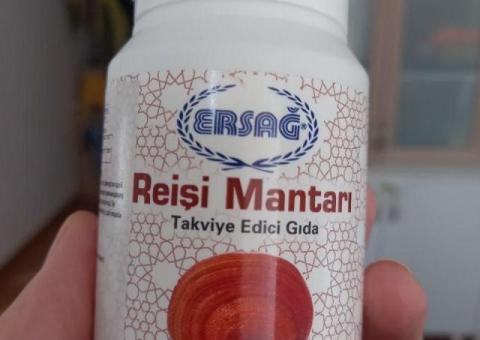 ERSAĞ®
Reişi Mantarı
Takviye Edici Gıda